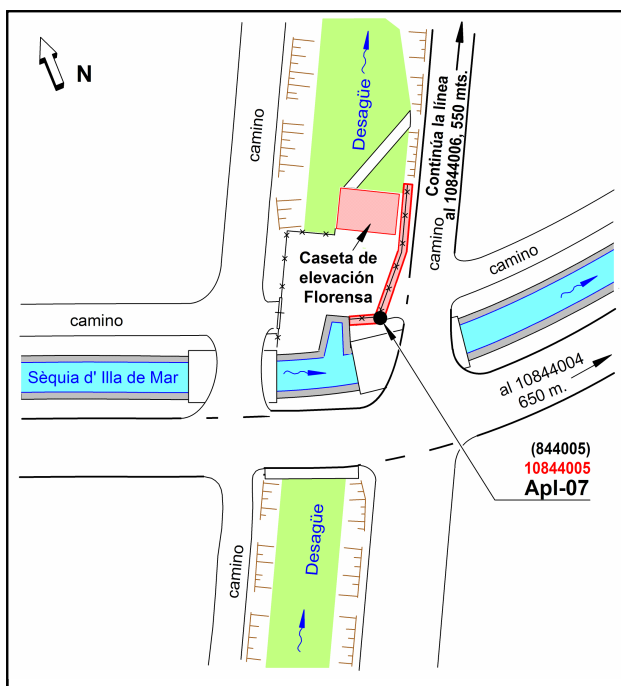 N
camino
Desagüe
Continúa la línea
al 10844006, 550 mts.
camino
camino
Caseta de
elevación
Florensa
camino
Sèquia d' Illa de Mar
al 10844004
650 m.
(844005)
10844005
Apl-07
camino
Desagüe